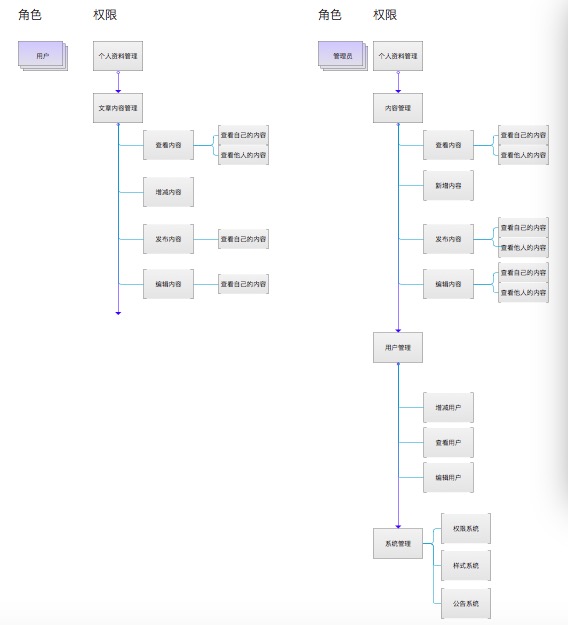 角色
权限
用户
个人资料管理
文章内容管理
查看内容
查看自己的内容
查看他人的内容
增减内容
发布内容
查看自己的内容
编辑内容
查看自己的内容
角色
权限
管理员
个人资料管理
内容管理
查看内容
查看自己的内容
查看他人的内容
新增内容
发布内容
查看自己的内容
查看他人的内容
编辑内容
查看自己的内容
查看他人的内容
用户管理
增减用户
查看用户
编辑用户
系统管理
权限系统
样式系统
公告系统